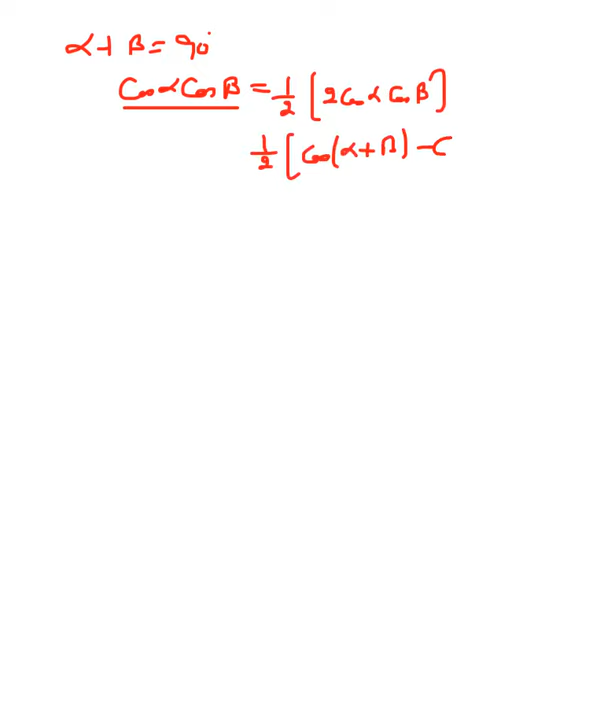 α + β = 90°
Cos α Cos β = 1/2 [2 Cos α Cos β]
1/2 [Cos(α + β) - C